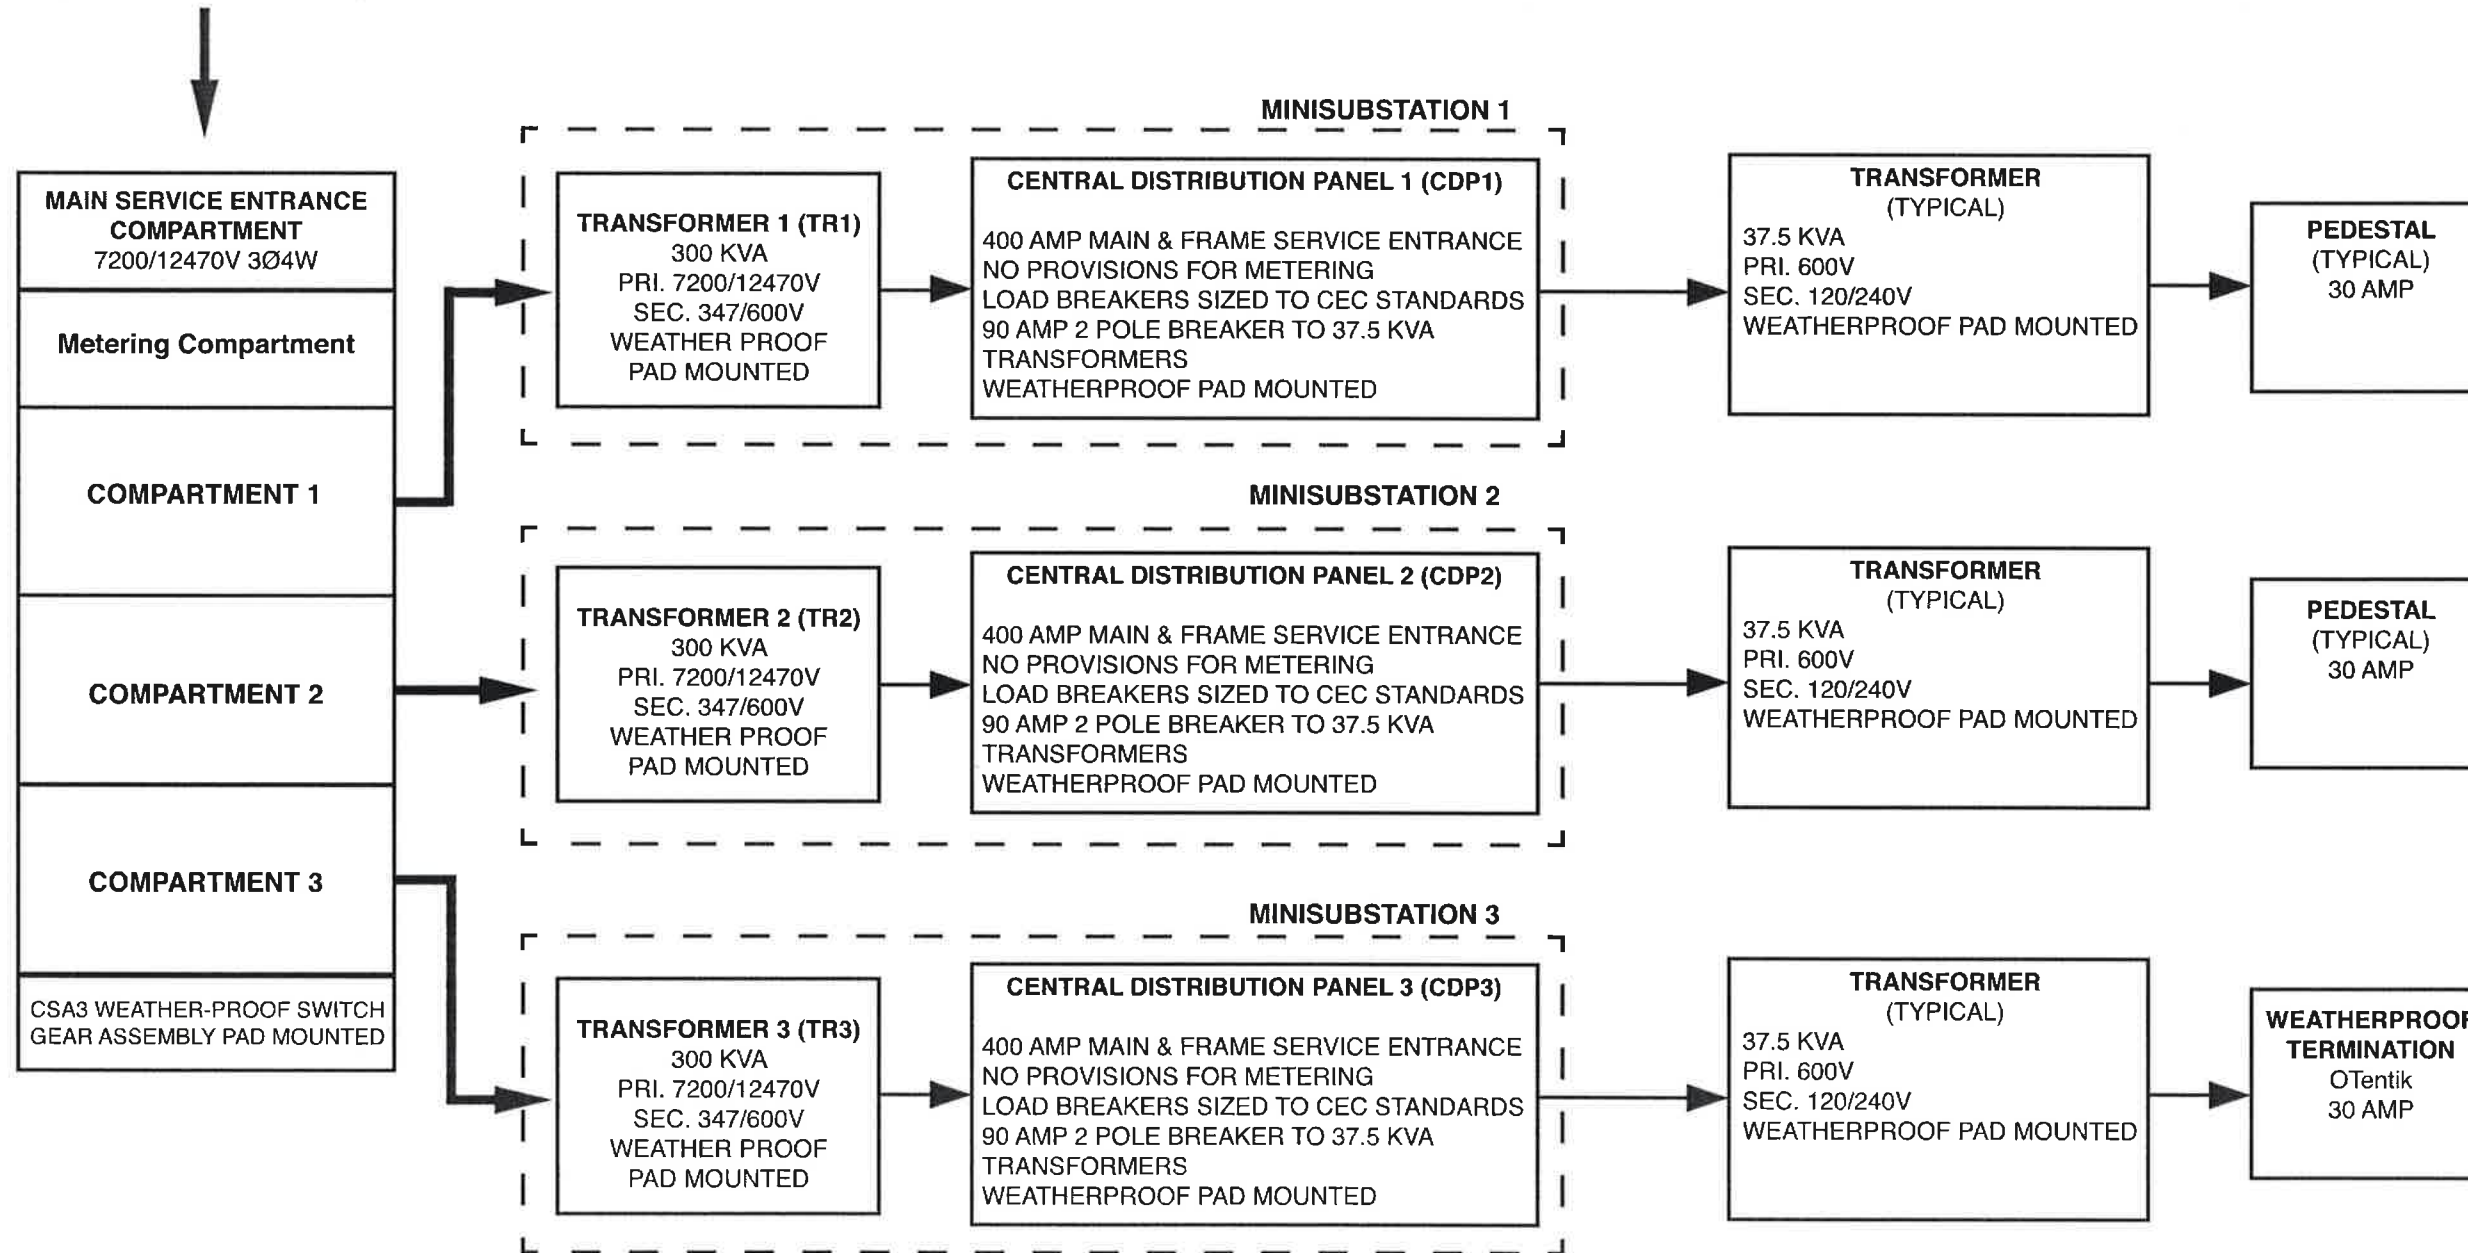 MAIN SERVICE ENTRANCE
COMPARTMENT
7200/12470V 3Ø4W
Metering Compartment
COMPARTMENT 1
COMPARTMENT 2
COMPARTMENT 3
CSA3 WEATHER-PROOF SWITCH
GEAR ASSEMBLY PAD MOUNTED
MINISUBSTATION 1
TRANSFORMER 1 (TR1)
300 KVA
PRI. 7200/12470V
SEC. 347/600V
WEATHER PROOF
PAD MOUNTED
CENTRAL DISTRIBUTION PANEL 1 (CDP1)
400 AMP MAIN & FRAME SERVICE ENTRANCE
NO PROVISIONS FOR METERING
LOAD BREAKERS SIZED TO CEC STANDARDS
90 AMP 2 POLE BREAKER TO 37.5 KVA
TRANSFORMERS
WEATHERPROOF PAD MOUNTED
TRANSFORMER
(TYPICAL)
37.5 KVA
PRI. 600V
SEC. 120/240V
WEATHERPROOF PAD MOUNTED
PEDESTAL
(TYPICAL)
30 AMP
MINISUBSTATION 2
TRANSFORMER 2 (TR2)
300 KVA
PRI. 7200/12470V
SEC. 347/600V
WEATHER PROOF
PAD MOUNTED
CENTRAL DISTRIBUTION PANEL 2 (CDP2)
400 AMP MAIN & FRAME SERVICE ENTRANCE
NO PROVISIONS FOR METERING
LOAD BREAKERS SIZED TO CEC STANDARDS
90 AMP 2 POLE BREAKER TO 37.5 KVA
TRANSFORMERS
WEATHERPROOF PAD MOUNTED
TRANSFORMER
(TYPICAL)
37.5 KVA
PRI. 600V
SEC. 120/240V
WEATHERPROOF PAD MOUNTED
PEDESTAL
(TYPICAL)
30 AMP
MINISUBSTATION 3
TRANSFORMER 3 (TR3)
300 KVA
PRI. 7200/12470V
SEC. 347/600V
WEATHER PROOF
PAD MOUNTED
CENTRAL DISTRIBUTION PANEL 3 (CDP3)
400 AMP MAIN & FRAME SERVICE ENTRANCE
NO PROVISIONS FOR METERING
LOAD BREAKERS SIZED TO CEC STANDARDS
90 AMP 2 POLE BREAKER TO 37.5 KVA
TRANSFORMERS
WEATHERPROOF PAD MOUNTED
TRANSFORMER
(TYPICAL)
37.5 KVA
PRI. 600V
SEC. 120/240V
WEATHERPROOF PAD MOUNTED
WEATHERPROOF
TERMINATION
OTentik
30 AMP